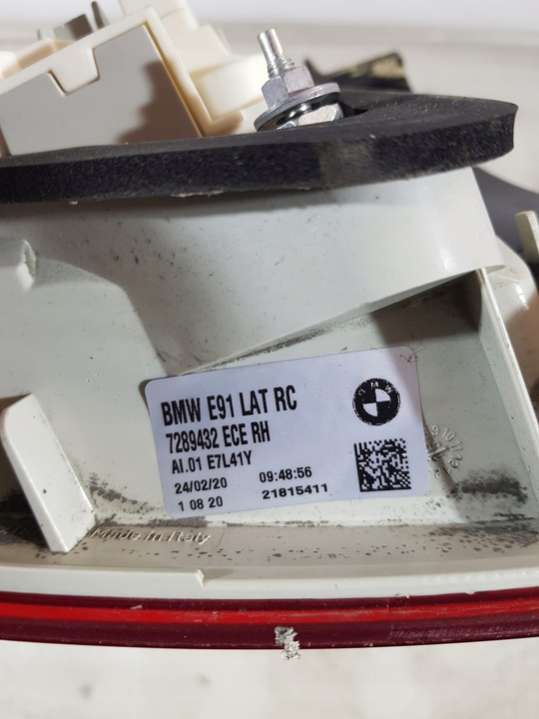 BMW E91 LAT RC
7289432 ECE RH
AI.01 E7L41Y
24/02/20 09:48:56
1 08 20 21815411
BMW
Made in Italy